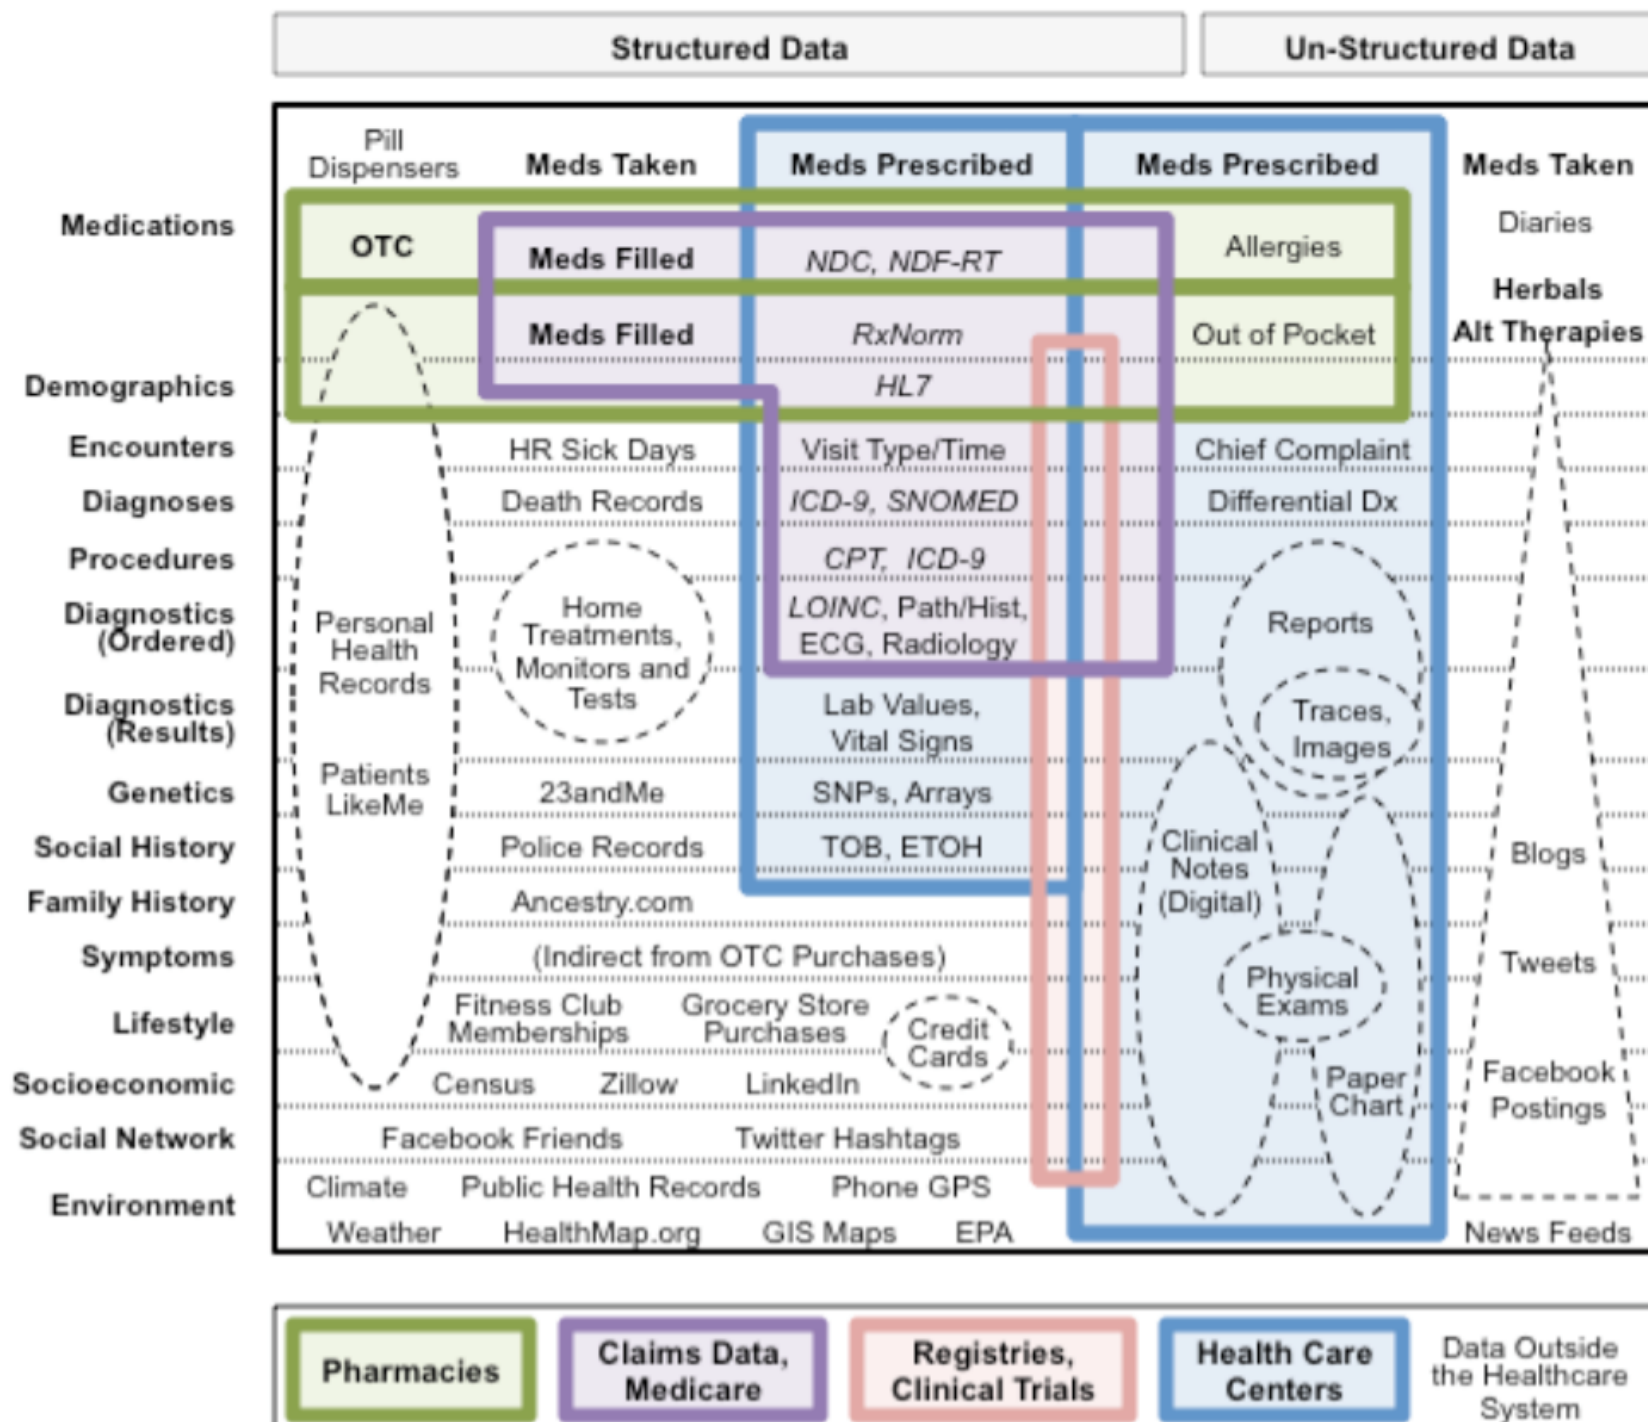 Structured Data
Un-Structured Data
Pill
Dispensers
Meds Taken
Meds Prescribed
Meds Prescribed
Meds Taken
Medications
OTC
Meds Filled
NDC, NDF-RT
Allergies
Diaries
Herbals
Meds Filled
RxNorm
Out of Pocket
Alt Therapies
Demographics
HL7
Encounters
HR Sick Days
Visit Type/Time
Chief Complaint
Diagnoses
Death Records
ICD-9, SNOMED
Differential Dx
Procedures
CPT, ICD-9
Diagnostics
(Ordered)
Personal
Health
Records
Home
Treatments,
Monitors and
Tests
LOINC, Path/Hist,
ECG, Radiology
Reports
Diagnostics
(Results)
Lab Values,
Vital Signs
Traces,
Images
Genetics
Patients
LikeMe
23andMe
SNPs, Arrays
Social History
Police Records
TOB, ETOH
Clinical
Notes
(Digital)
Blogs
Family History
Ancestry.com
Symptoms
(Indirect from OTC Purchases)
Physical
Exams
Tweets
Lifestyle
Fitness Club
Memberships
Grocery Store
Purchases
Credit
Cards
Socioeconomic
Census
Zillow
LinkedIn
Paper
Chart
Facebook
Postings
Social Network
Facebook Friends
Twitter Hashtags
Environment
Climate
Public Health Records
Phone GPS
Weather
HealthMap.org
GIS Maps
EPA
News Feeds
Pharmacies
Claims Data,
Medicare
Registries,
Clinical Trials
Health Care
Centers
Data Outside
the Healthcare
System